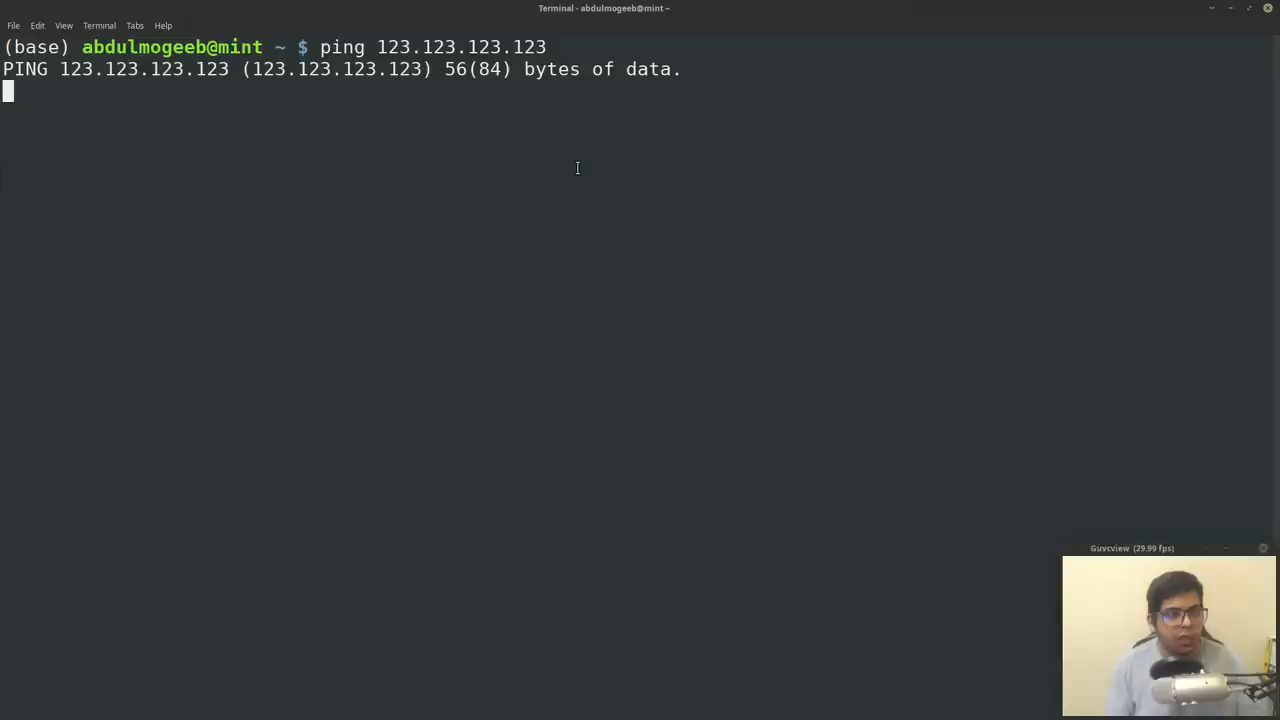 Terminal - abdulmogeeb@mint ~
File Edit View Terminal Tabs Help
(base) abdulmogeeb@mint ~ $ ping 123.123.123.123
PING 123.123.123.123 (123.123.123.123) 56(84) bytes of data.
Guvcview (29.99 fps)